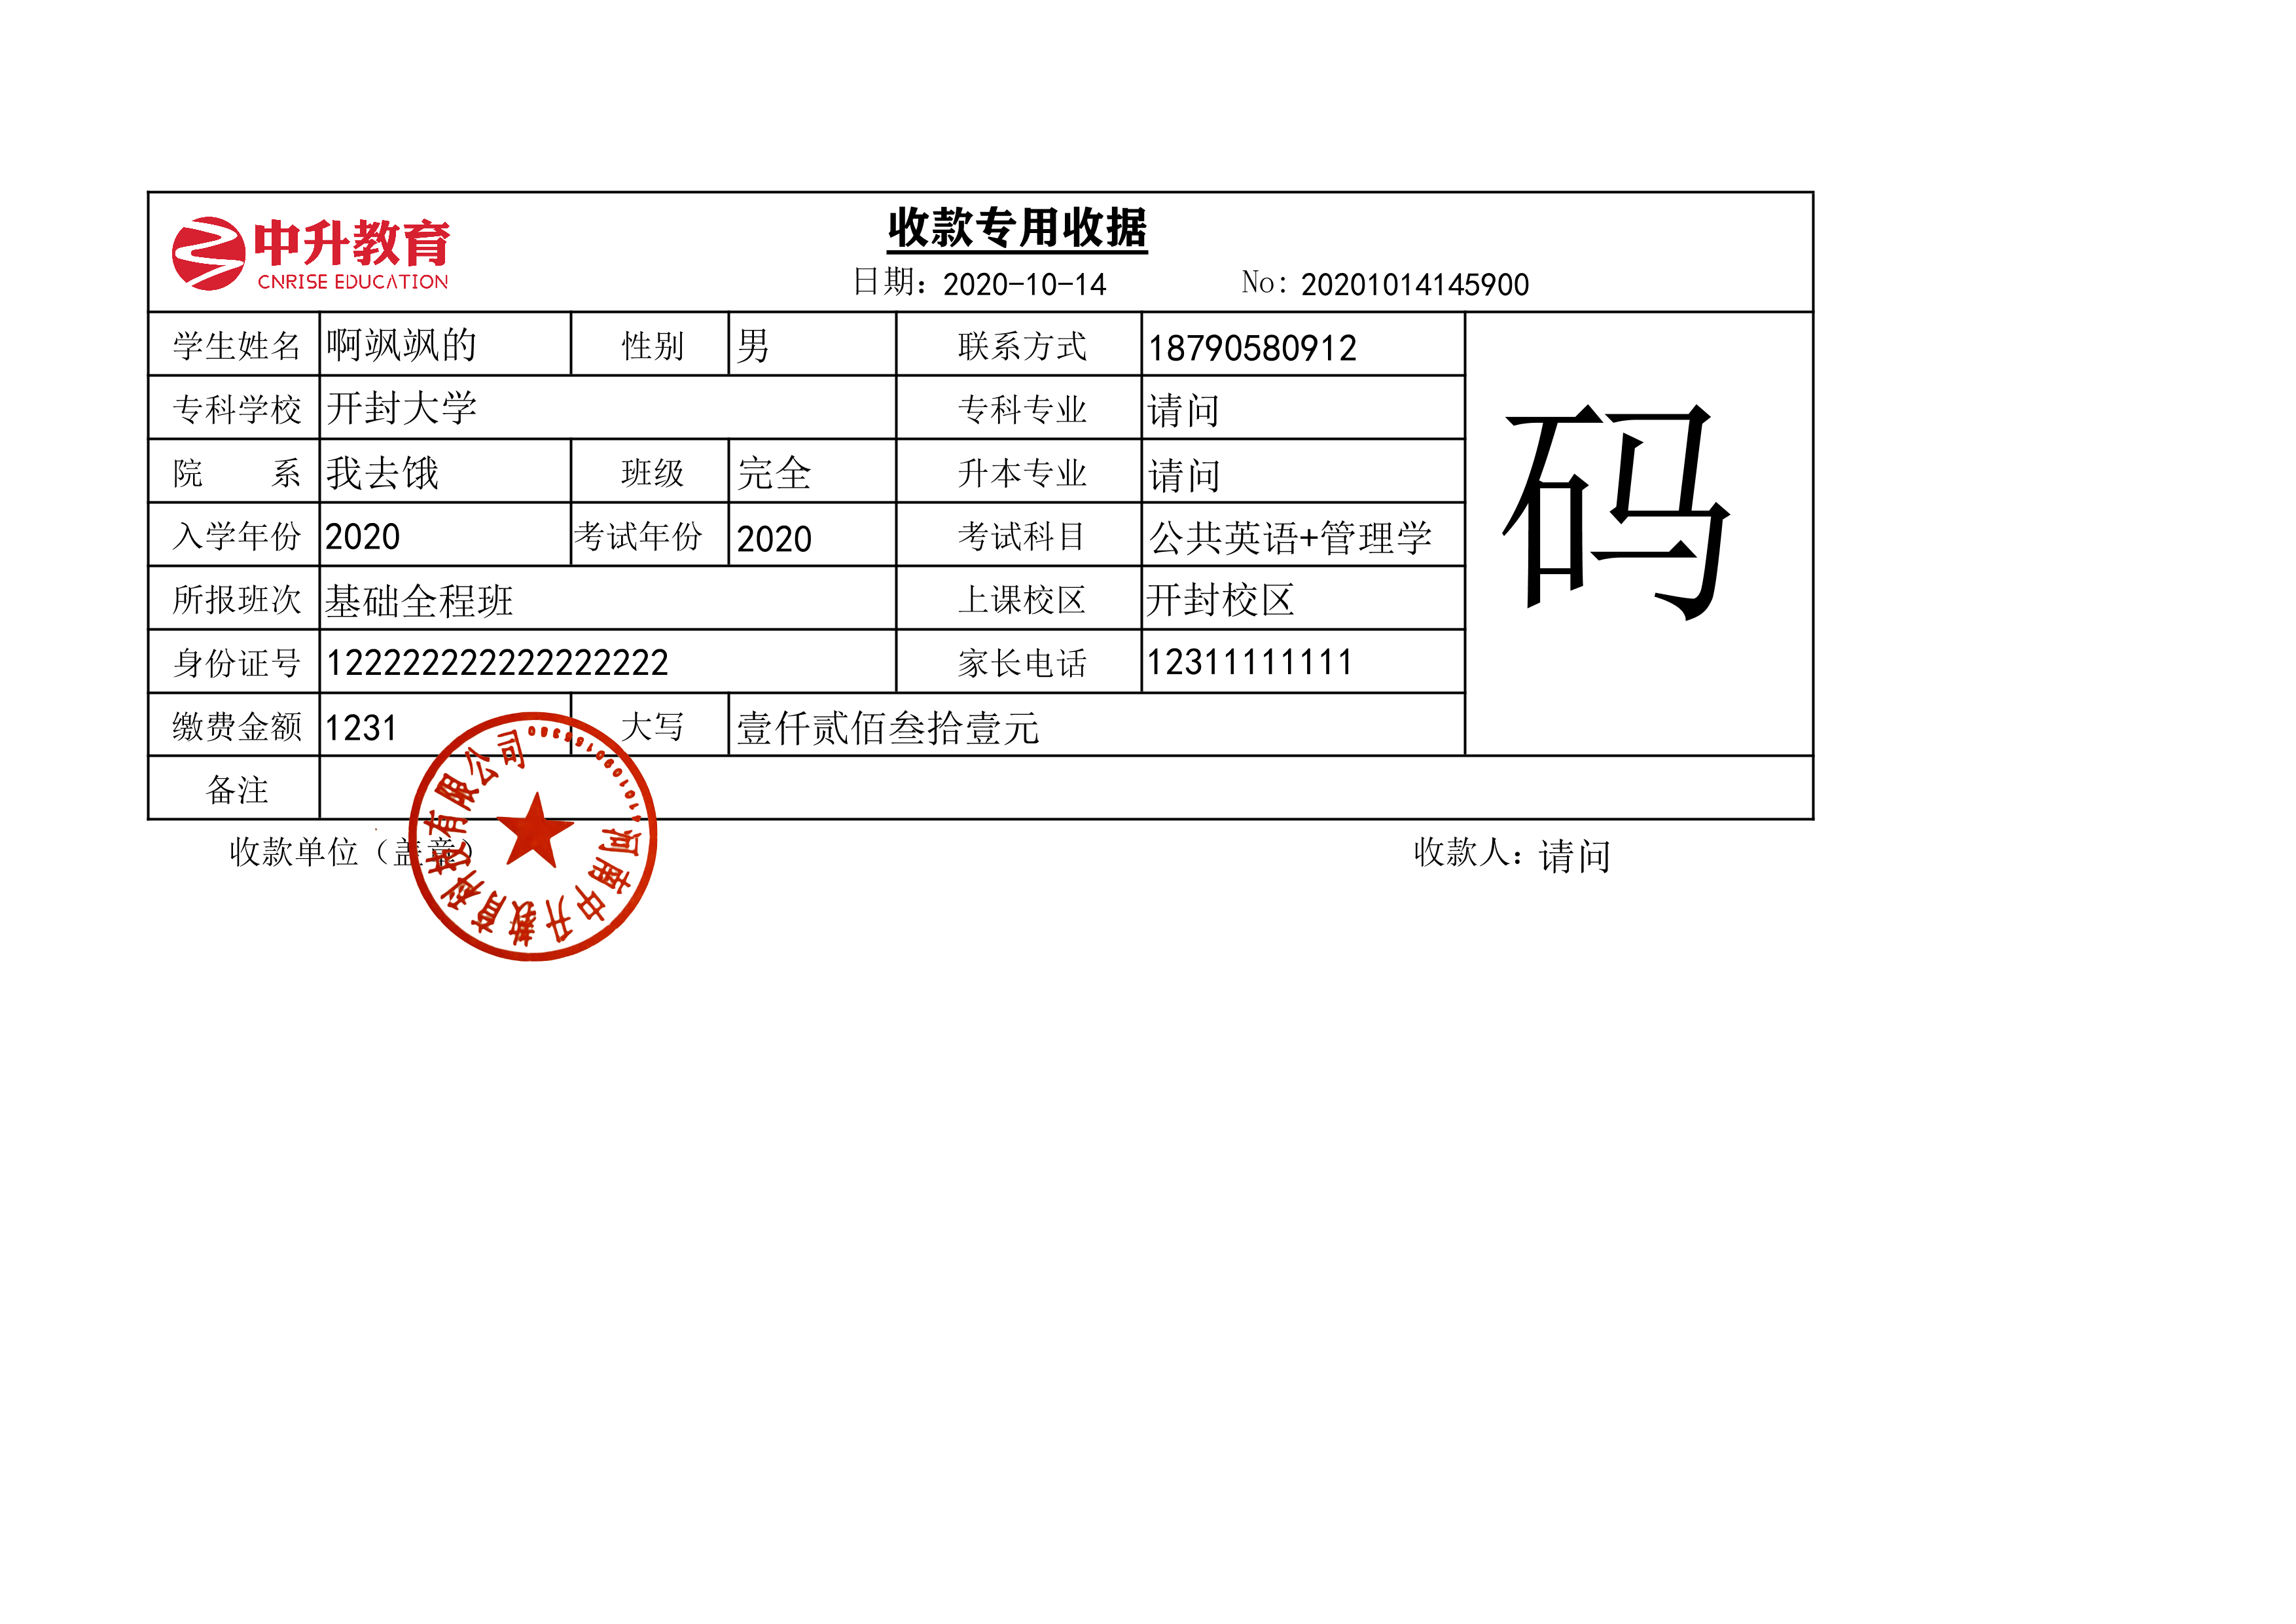 中升教育
CNRISE EDUCATION
收款专用收据
日期: 2020-10-14 No: 20201014145900
学生姓名 啊飒飒的 性别 男 联系方式 18790580912
专科学校 开封大学 专科专业 请问
院 系 我去饿 班级 完全 升本专业 请问
入学年份 2020 考试年份 2020 考试科目 公共英语+管理学
所报班次 基础全程班 上课校区 开封校区
身份证号 122222222222222222 家长电话 12311111111
缴费金额 1231 大写 壹仟贰佰叁拾壹元
码
备注
收款单位（盖章） 收款人: 请问
河南中升教育科技有限公司